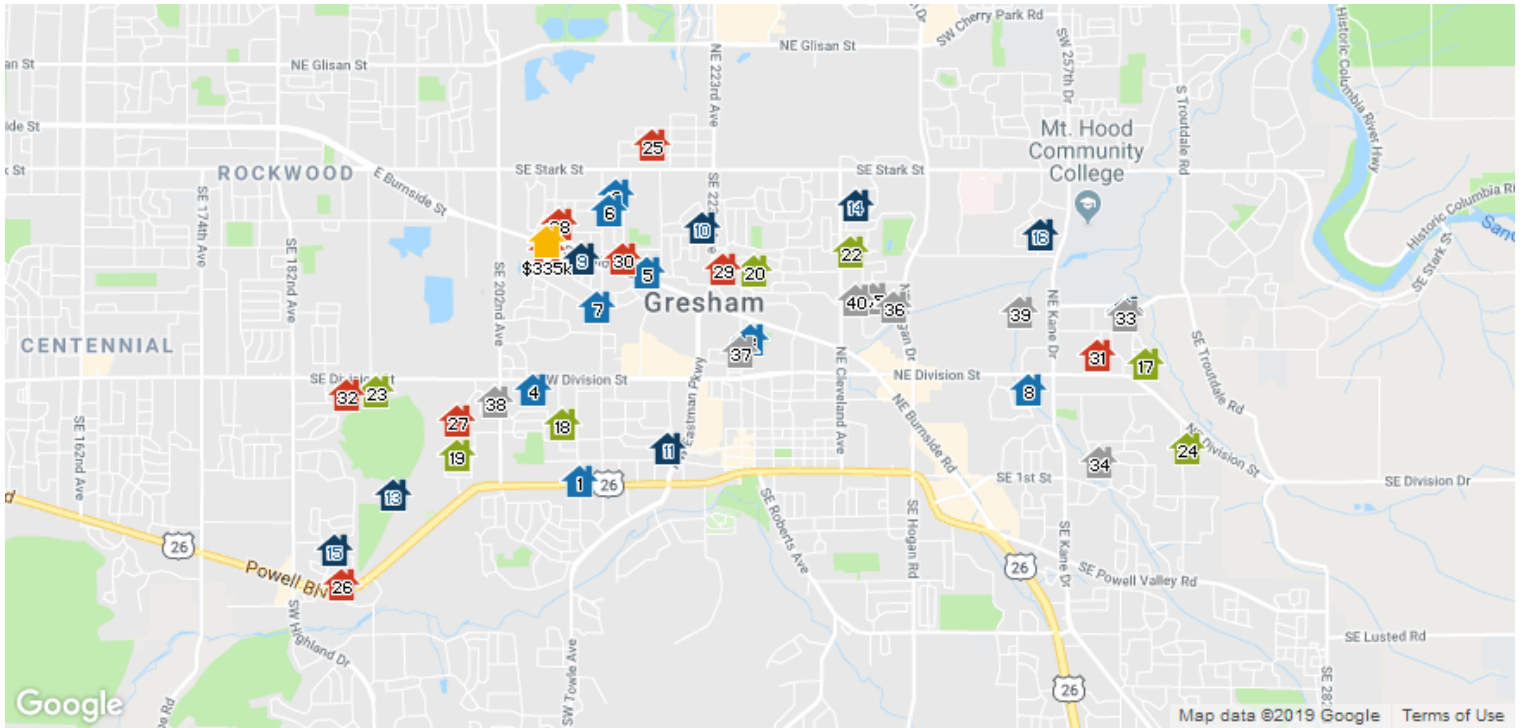 SW Cherry Park Rd
NE Glisan St
NE Glisan St
NE 223rd Ave
SW 257th Dr
S Troutdale Rd
Historic Columbia River Hwy
Mt. Hood
Community
College
25
SE Stark St
SE Stark St
ROCKWOOD
E Burnside St
SE 174th Ave
6
14
10
16
22
SE Stark St
$335k
9
30
5
29
20
SE 182nd Ave
SE 202nd Ave
7
Gresham
40
36
39
33
NE Kane Dr
CENTENNIAL
37
31
17
SE Troutdale Rd
SE Division St
NE Division St
32
23
38
4
8
27
18
19
NE Cleveland Ave
NE Burnside Rd
11
34
24
NE Division St
SE 162nd Ave
13
1
26
SE 1st St
SE Division Dr
SE Roberts Ave
SE Hogan Rd
SE Kane Dr
15
26
Powell Blvd
26
26
SE Powell Valley Rd
SW Highland Dr
SW Towle Ave
SE Lusted Rd
26
Google
Map data ©2019 Google
Terms of Use